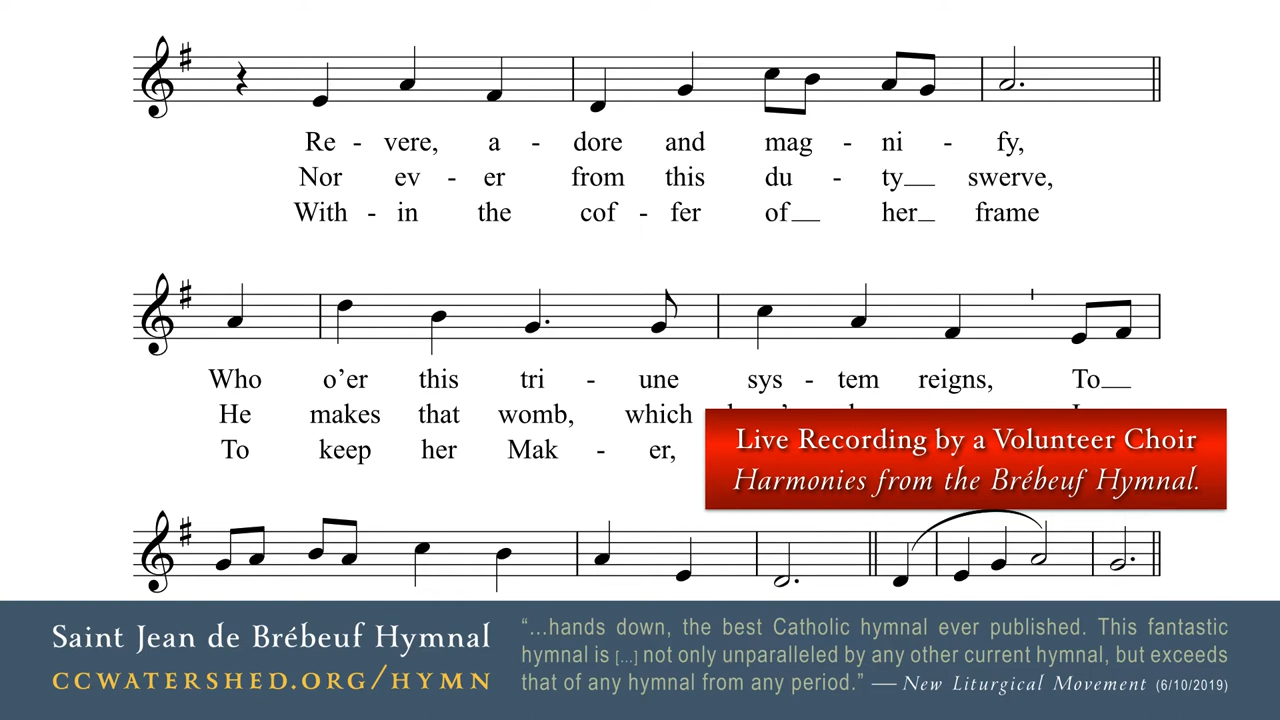 Re - vere, a - dore and mag - ni - fy,
Nor ev - er from this du - ty__ swerve,
With - in the cof - fer of__ her_ frame
Who o’er this tri - une sys - tem reigns, To__
He makes that womb, which
To keep her Mak - er,
Live Recording by a Volunteer Choir
Harmonies from the Brébeuf Hymnal.
Saint Jean de Brébeuf Hymnal
CCWATERSHED.ORG/HYMN
“...hands down, the best Catholic hymnal ever published. This fantastic
hymnal is [...] not only unparalleled by any other current hymnal, but exceeds
that of any hymnal from any period.” — New Liturgical Movement (6/10/2019)